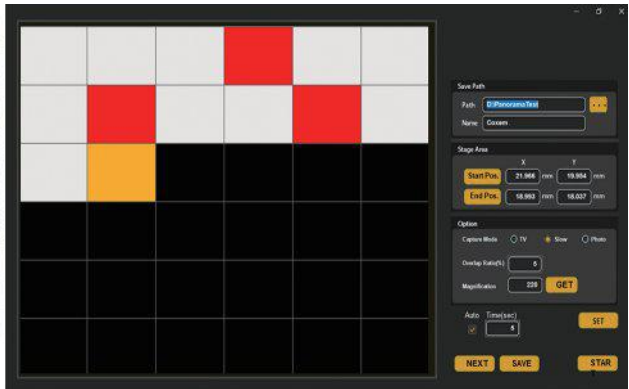 Save Path
Path D:\PanoramaTest ...
Name Coxem
Stage Area
X Y
Start Pos. 21.966 mm 19.984 mm
End Pos. 18.993 mm 18.037 mm
Option
Capture Mode TV Slow Photo
Overlap Ratio(%) 5
Magnification 220 GET
Auto Time(sec)
5
SET
NEXT SAVE STAR